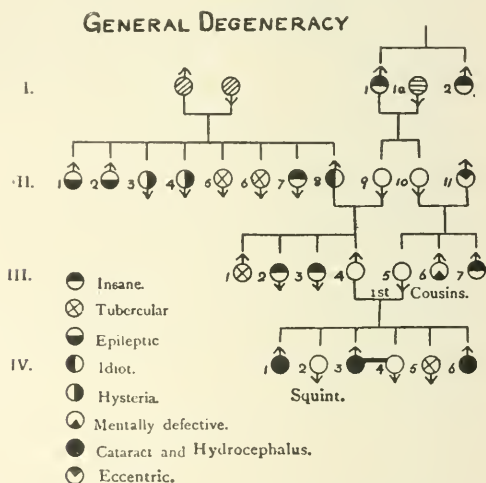 GENERAL DEGENERACY
I.
1 1a 2
II.
1 2 3 4 5 6 7 8 9 10 11
III.
1 2 3 4 5 6 7
1st Cousins.
Insane.
Tubercular
Epileptic
IV.
Idiot.
1 2 3 4 5 6
Hysteria.
Squint.
Mentally defective.
Cataract and Hydrocephalus.
Eccentric.